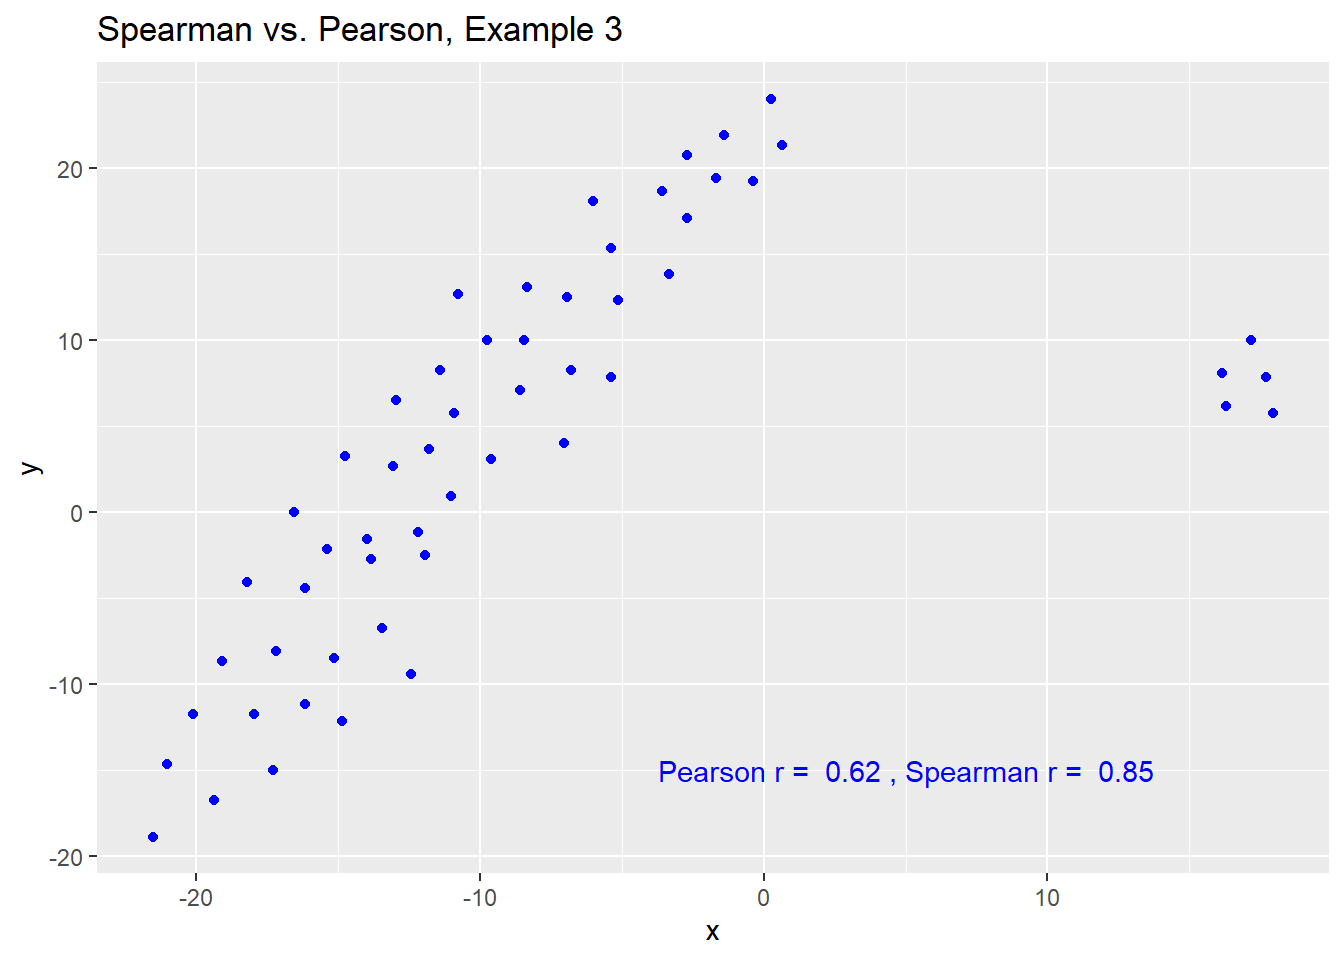 Spearman vs. Pearson, Example 3
20
10
0
-10
-20
y
Pearson r =  0.62 , Spearman r =  0.85
-20 -10 0 10
x